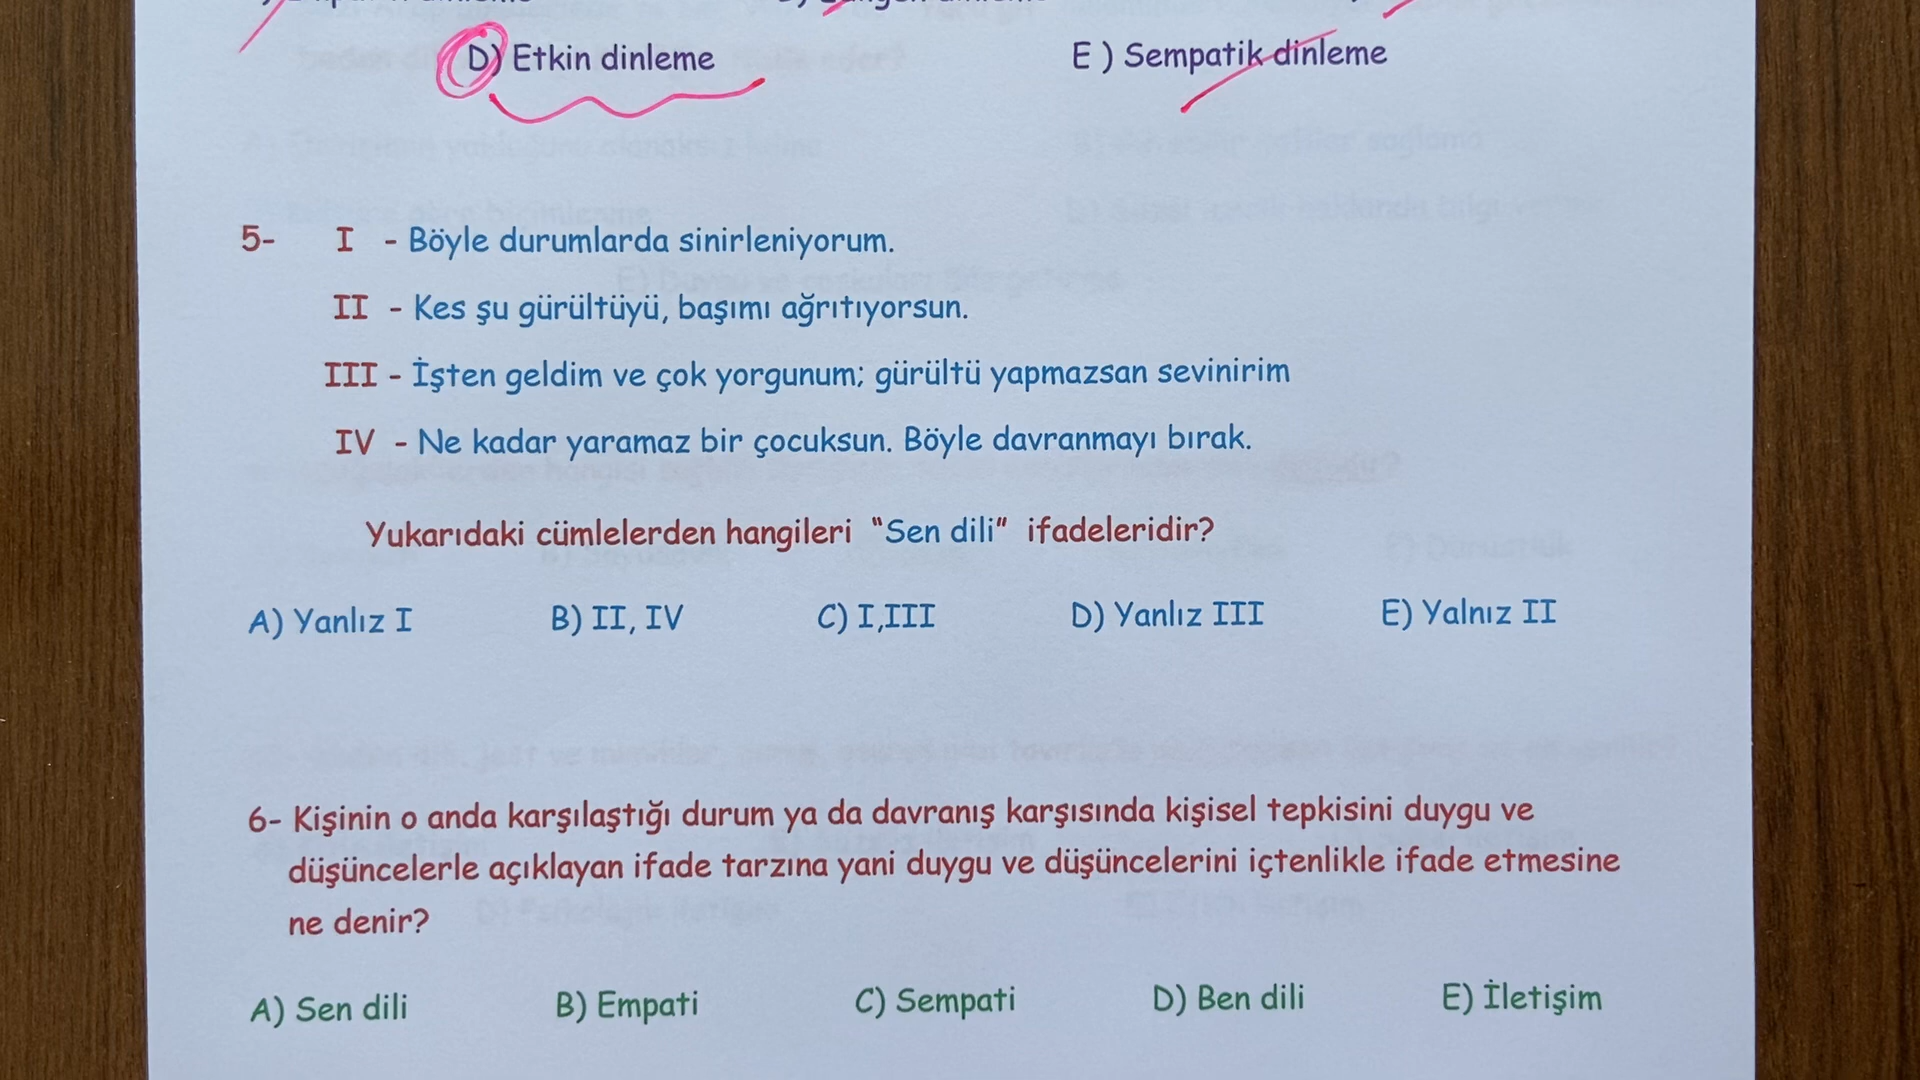 D) Etkin dinleme E ) Sempatik dinleme
5- I - Böyle durumlarda sinirleniyorum.
II - Kes şu gürültüyü, başımı ağrıtıyorsun.
III - İşten geldim ve çok yorgunum; gürültü yapmazsan sevinirim
IV - Ne kadar yaramaz bir çocuksun. Böyle davranmayı bırak.
Yukarıdaki cümlelerden hangileri "Sen dili" ifadeleridir?
A) Yanlız I B) II, IV C) I,III D) Yanlız III E) Yalnız II
6- Kişinin o anda karşılaştığı durum ya da davranış karşısında kişisel tepkisini duygu ve
düşüncelerle açıklayan ifade tarzına yani duygu ve düşüncelerini içtenlikle ifade etmesine
ne denir?
A) Sen dili B) Empati C) Sempati D) Ben dili E) İletişim